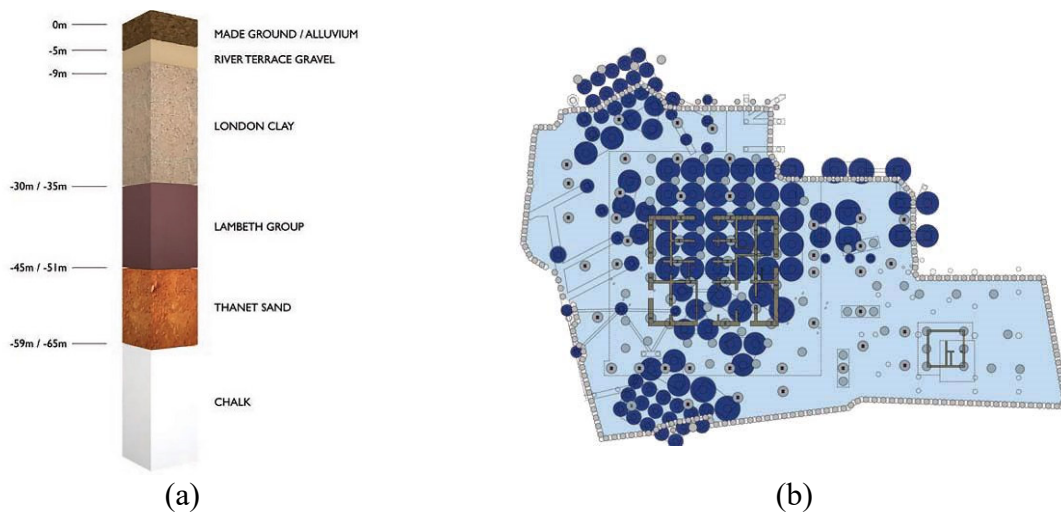 0m
MADE GROUND / ALLUVIUM
-5m
RIVER TERRACE GRAVEL
-9m
LONDON CLAY
-30m / -35m
LAMBETH GROUP
-45m / -51m
THANET SAND
-59m / -65m
CHALK
(a)
(b)